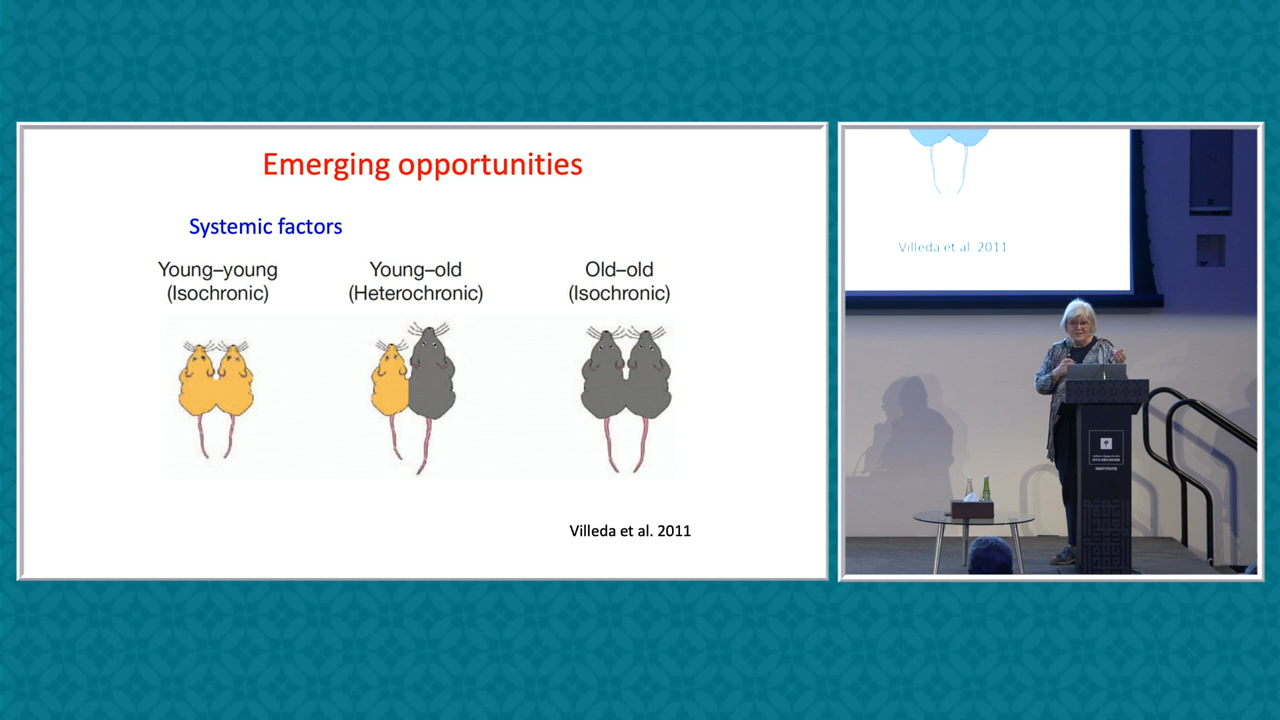 Emerging opportunities
Systemic factors
Young–young
(Isochronic)
Young–old
(Heterochronic)
Old–old
(Isochronic)
Villeda et al. 2011
Villeda et al. 2011
INSTITUTE